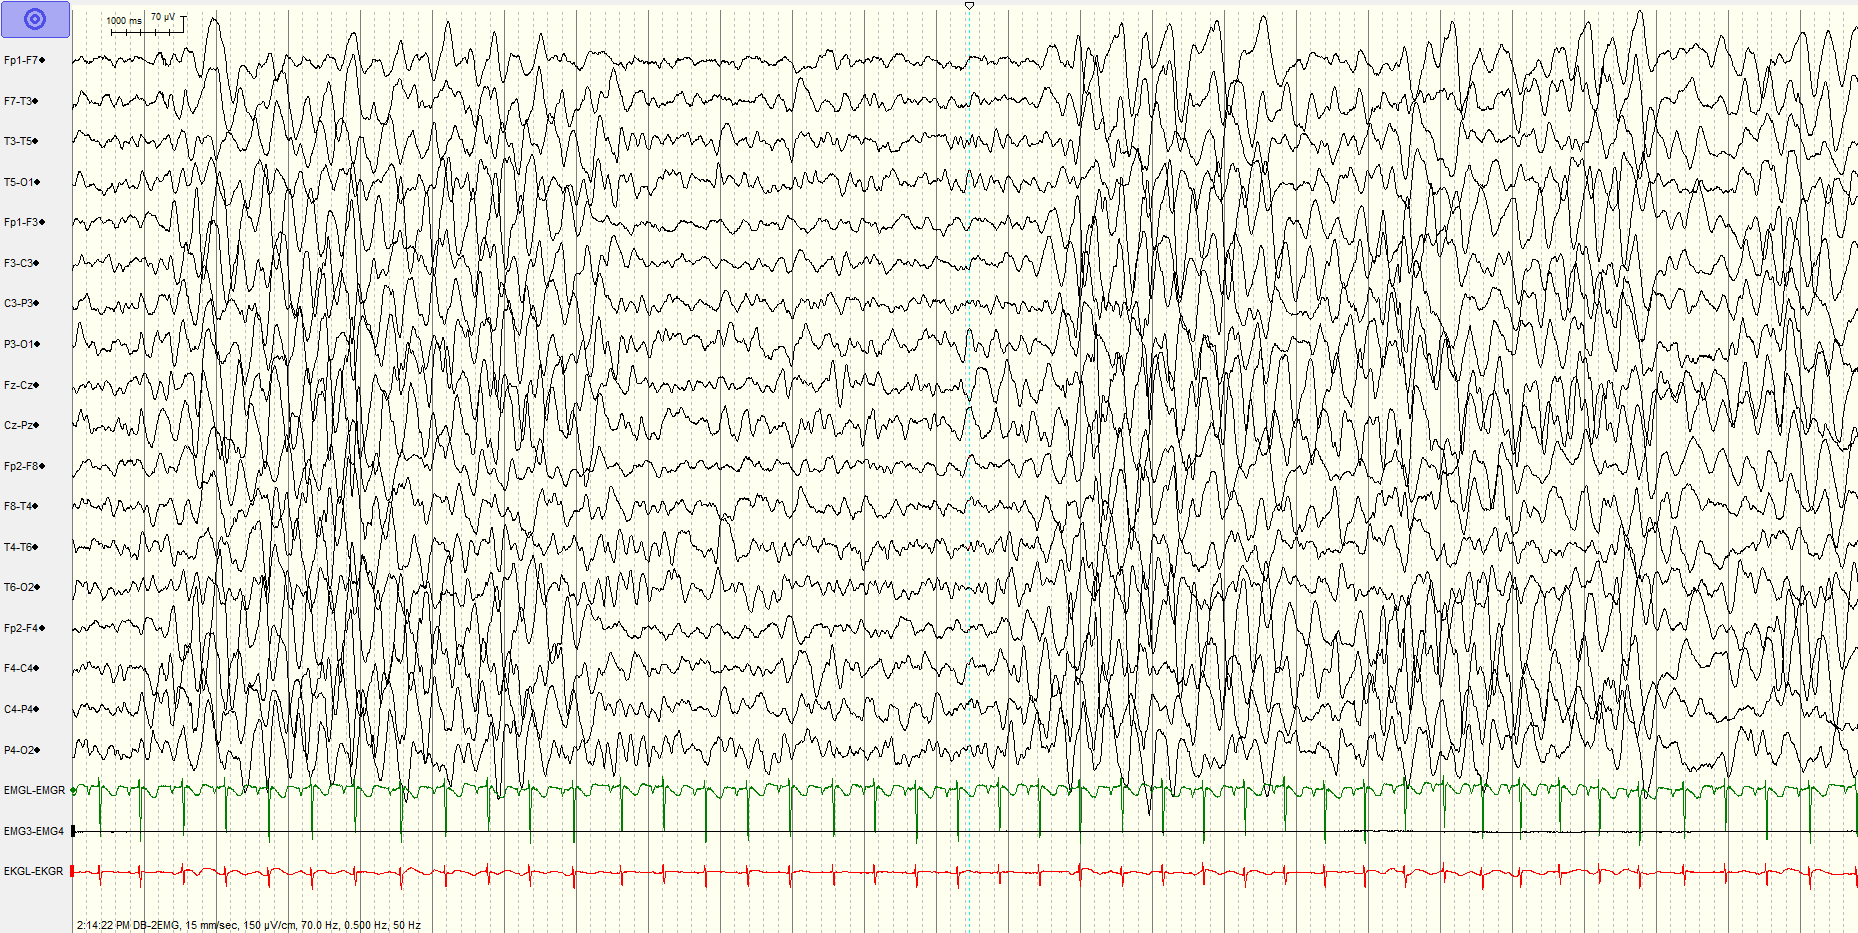 1000 ms 70 µV
Fp1-F7
F7-T3
T3-T5
T5-O1
Fp1-F3
F3-C3
C3-P3
P3-O1
Fz-Cz
Cz-Pz
Fp2-F8
F8-T4
T4-T6
T6-O2
Fp2-F4
F4-C4
C4-P4
P4-O2
EMGL-EMGR
EMG3-EMG4
EKGL-EKGR
2:14:22 PM DB-2EMG, 15 mm/sec, 150 µV/cm, 70.0 Hz, 0.500 Hz, 50 Hz